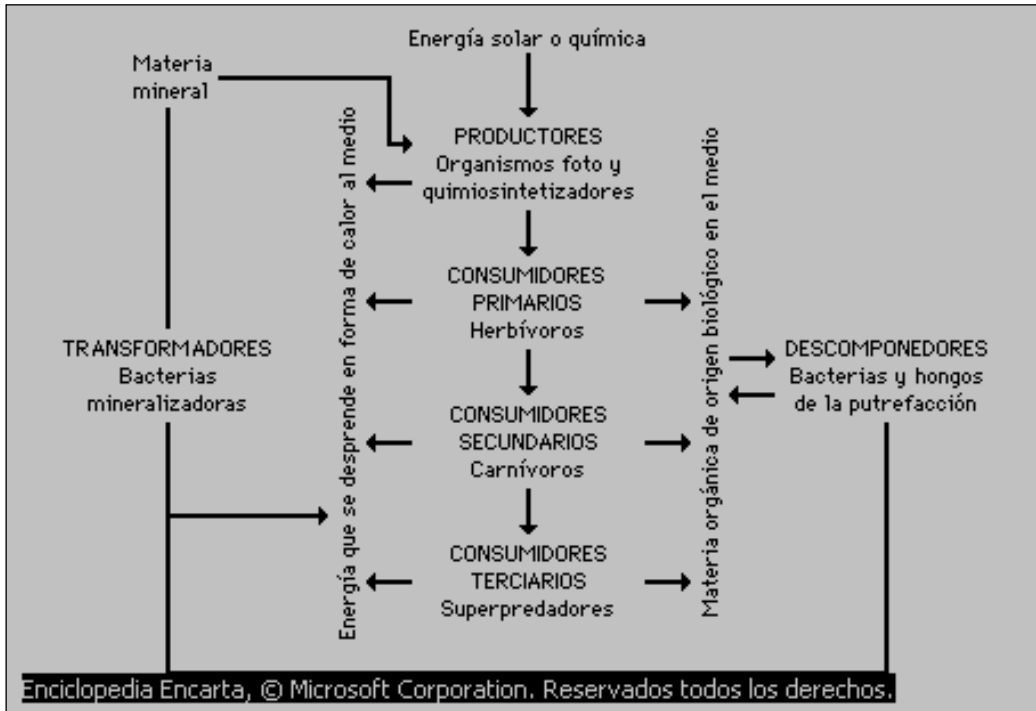 Energía solar o química
Materia
mineral
PRODUCTORES
Organismos foto y
quimiosintetizadores
Energía que se desprende en forma de calor al medio
Materia orgánica de origen biológico en el medio
CONSUMIDORES
PRIMARIOS
Herbívoros
TRANSFORMADORES
Bacterias
mineralizadoras
DESCOMPONEDORES
Bacterias y hongos
de la putrefacción
CONSUMIDORES
SECUNDARIOS
Carnívoros
CONSUMIDORES
TERCIARIOS
Superpredadores
Enciclopedia Encarta, © Microsoft Corporation. Reservados todos los derechos.